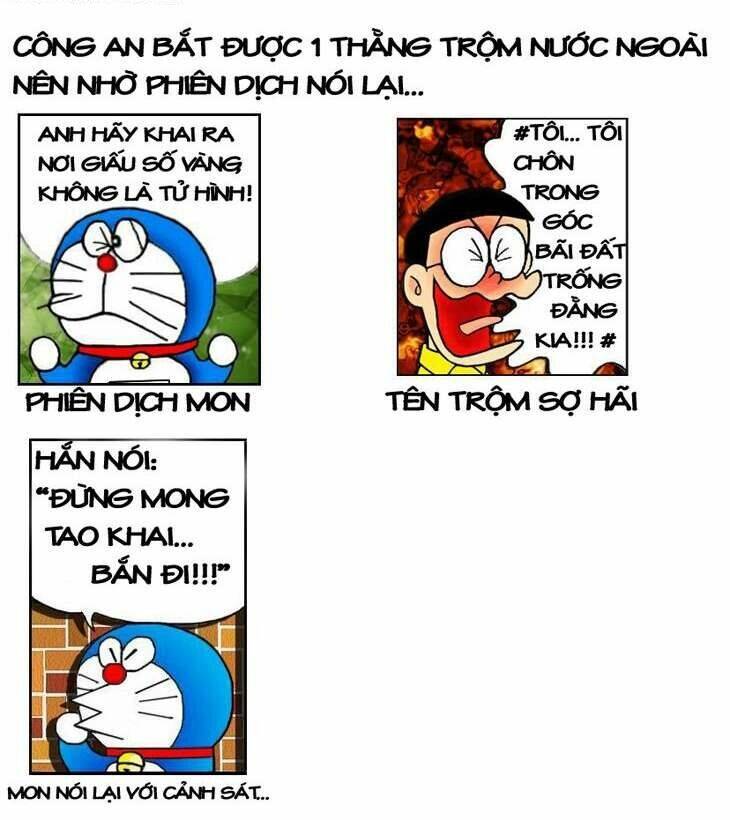 CÔNG AN BẮT ĐƯỢC 1 THẰNG TRỘM NƯỚC NGOÀI
NÊN NHỜ PHIÊN DỊCH NÓI LẠI...
ANH HÃY KHAI RA
NƠI GIẤU SỐ VÀNG,
KHÔNG LÀ TỬ HÌNH!
PHIÊN DỊCH MON
#TÔI... TÔI
CHÔN
TRONG
GÓC
BÃI ĐẤT
TRỐNG
ĐẰNG
KIA!!! #
TÊN TRỘM SỢ HÃI
HẮN NÓI:
"ĐỪNG MONG
TAO KHAI...
BẮN ĐI!!!"
MON NÓI LẠI VỚI CẢNH SÁT...